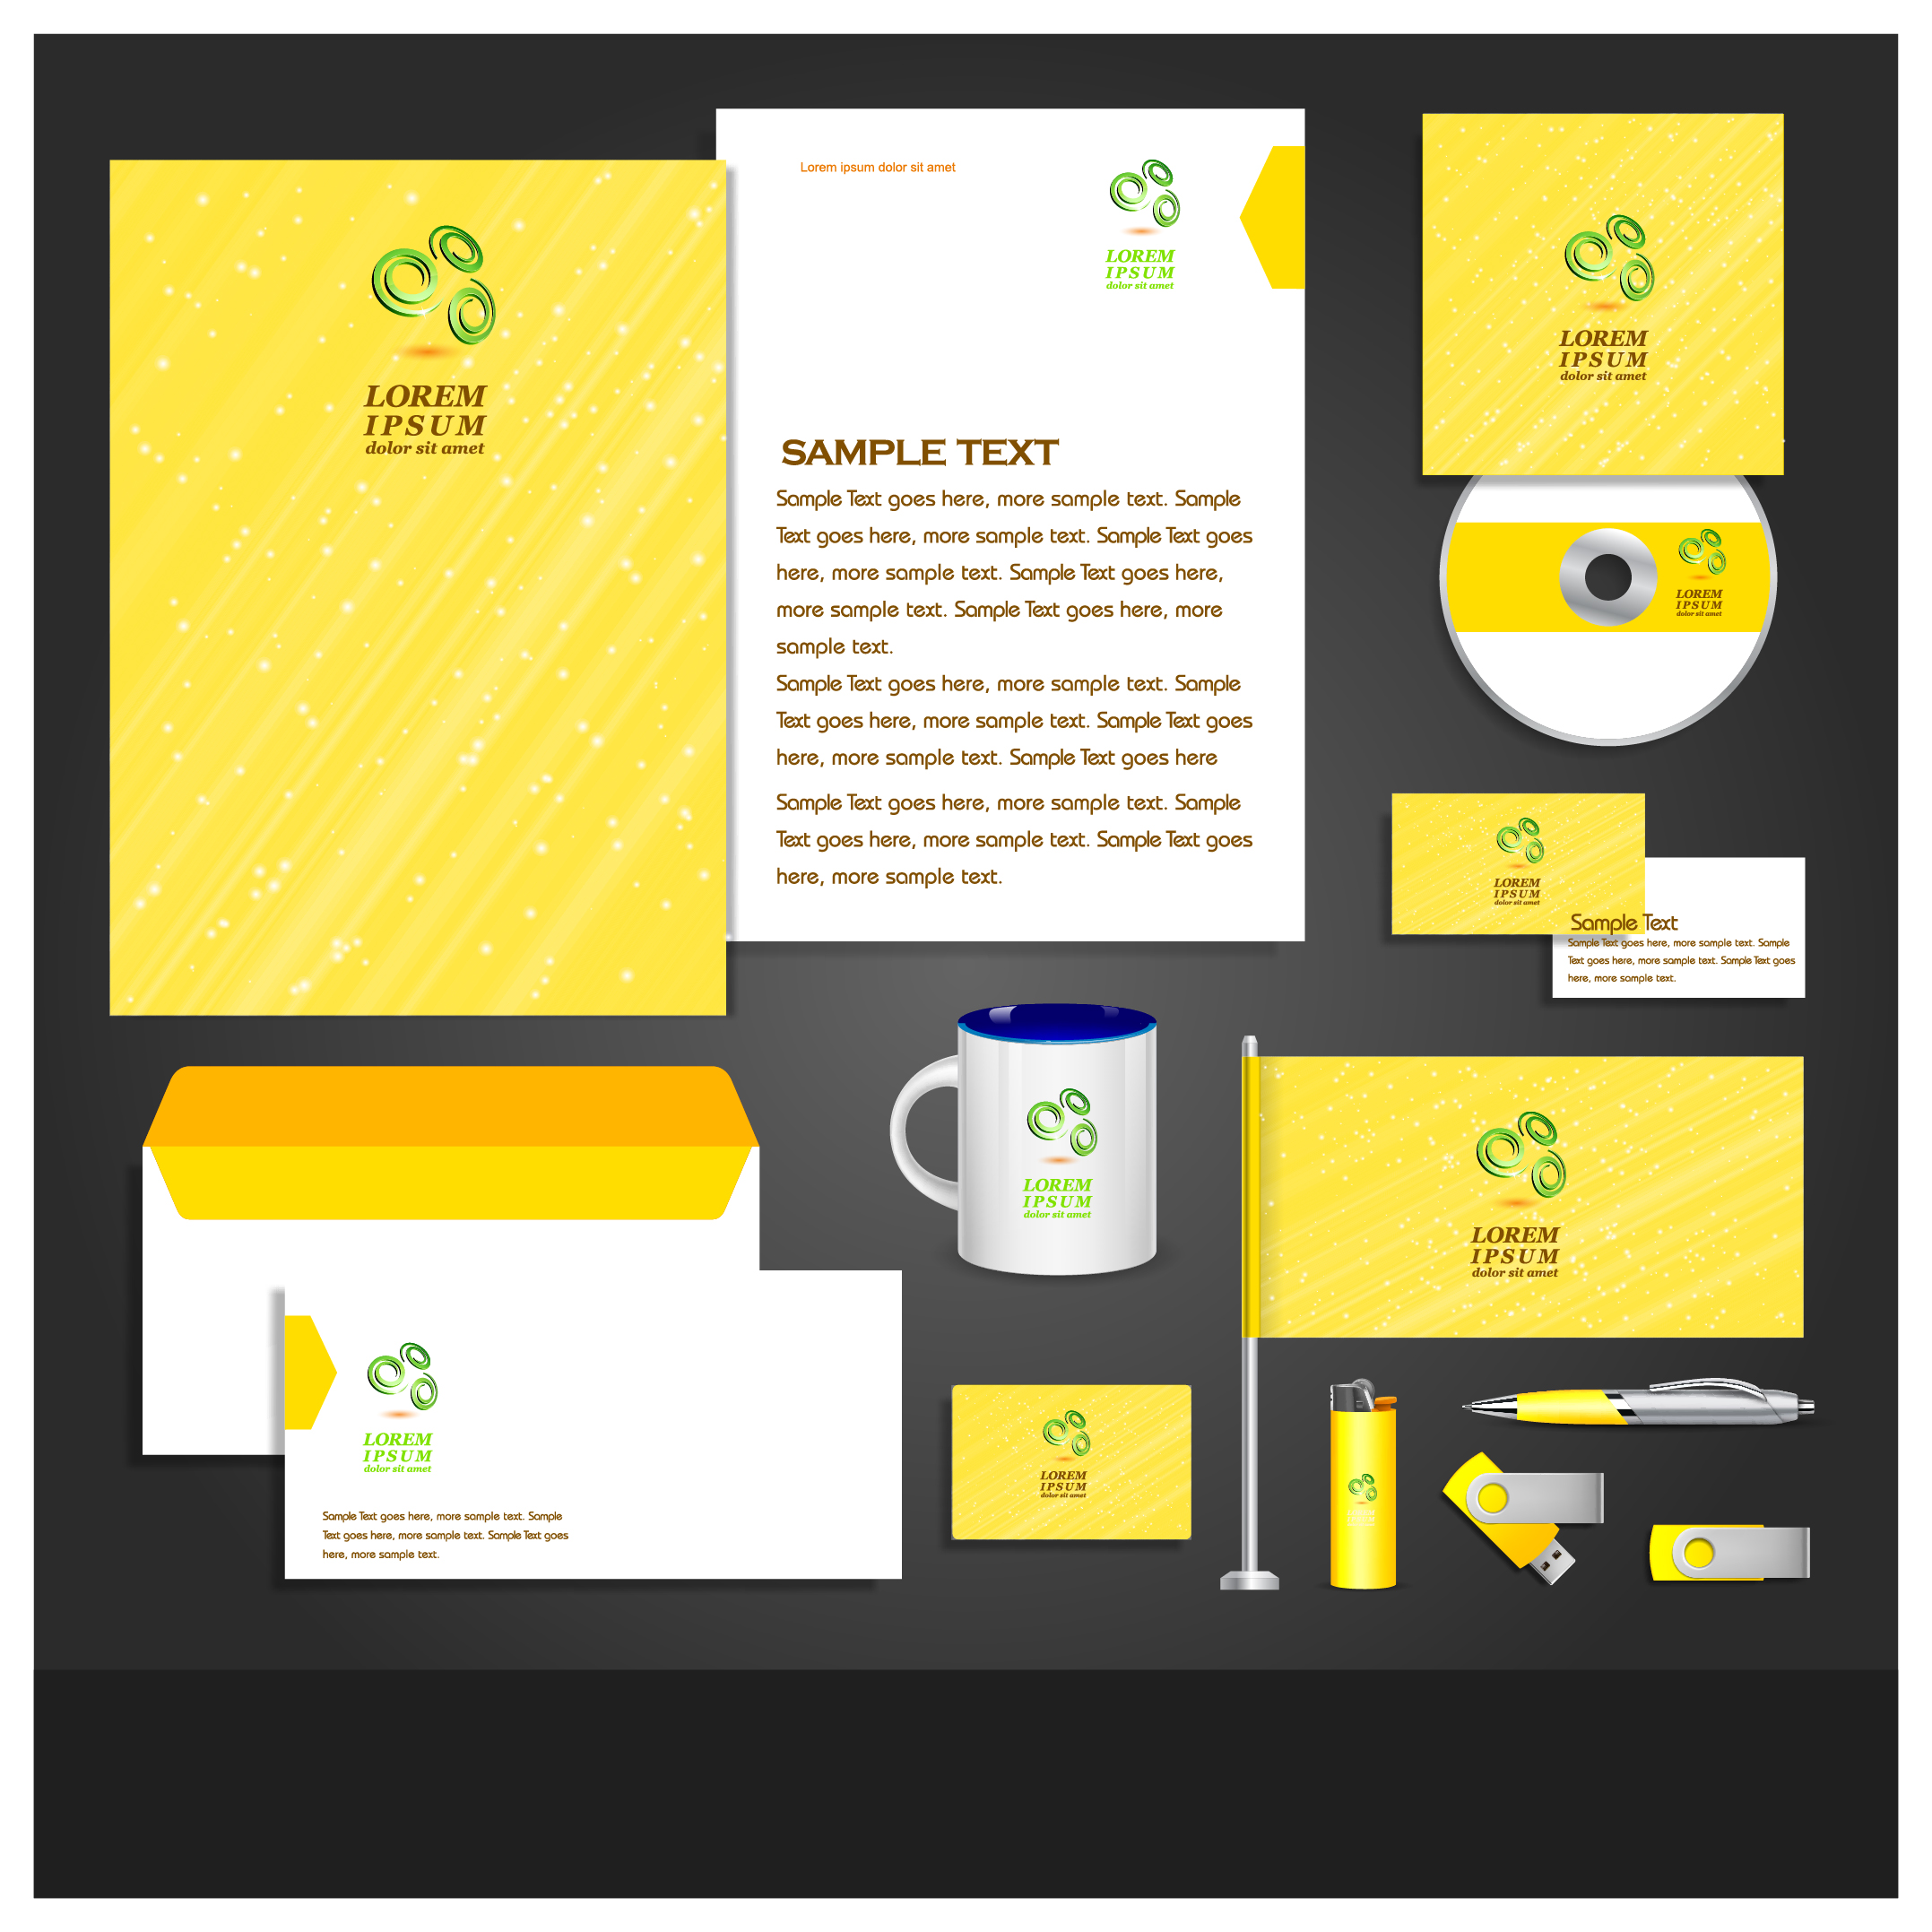 LOREM
IPSUM
dolor sit amet
Lorem ipsum dolor sit amet
LOREM
IPSUM
dolor sit amet
SAMPLE TEXT
Sample Text goes here, more sample text. Sample
Text goes here, more sample text. Sample Text goes
here, more sample text. Sample Text goes here,
more sample text. Sample Text goes here, more
sample text.
Sample Text goes here, more sample text. Sample
Text goes here, more sample text. Sample Text goes
here, more sample text. Sample Text goes here
Sample Text goes here, more sample text. Sample
Text goes here, more sample text. Sample Text goes
here, more sample text.
LOREM
IPSUM
dolor sit amet
LOREM
IPSUM
dolor sit amet
LOREM
IPSUM
dolor sit amet
Sample Text
Sample Text goes here, more sample text. Sample
Text goes here, more sample text. Sample Text goes
here, more sample text.
LOREM
IPSUM
dolor sit amet
LOREM
IPSUM
dolor sit amet
LOREM
IPSUM
dolor sit amet
Sample Text goes here, more sample text. Sample
Text goes here, more sample text. Sample Text goes
here, more sample text.
LOREM
IPSUM
dolor sit amet
LOREM
IPSUM